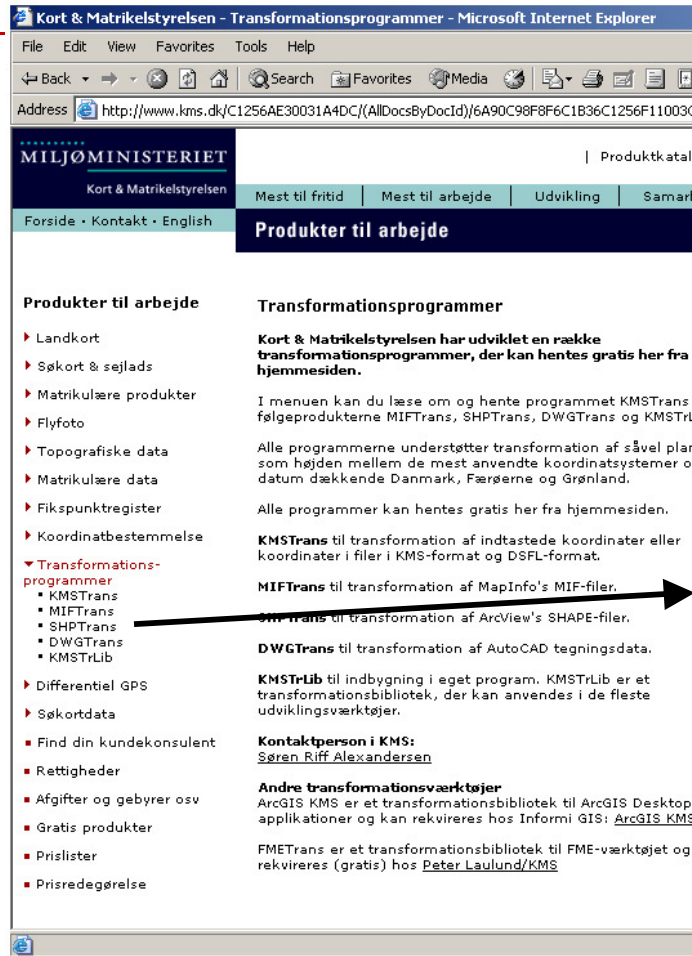 Kort & Matrikelstyrelsen - Transformationsprogrammer - Microsoft Internet Explorer
File Edit View Favorites Tools Help
Back Search Favorites Media
Address http://www.kms.dk/C1256AE30031A4DC/(AllDocsByDocId)/6A90C98F8F6C1B36C1256F11003C
MILJØMINISTERIET
Kort & Matrikelstyrelsen
| Produktkatal
Mest til fritid | Mest til arbejde | Udvikling | Samarb
Forside · Kontakt · English
Produkter til arbejde
Produkter til arbejde
Landkort
Søkort & sejlads
Matrikulære produkter
Flyfoto
Topografiske data
Matrikulære data
Fikspunktregister
Koordinatbestemmelse
Transformations-
programmer
KMSTrans
MIFTrans
SHPTrans
DWGTrans
KMSTrLib
Differentiel GPS
Søkortdata
Find din kundekonsulent
Rettigheder
Afgifter og gebyrer osv
Gratis produkter
Prislister
Prisredegørelse
Transformationsprogrammer
Kort & Matrikelstyrelsen har udviklet en række
transformationsprogrammer, der kan hentes gratis her fra
hjemmesiden.
I menuen kan du læse om og hente programmet KMSTrans
følgeprodukterne MIFTrans, SHPTrans, DWGTrans og KMSTrL
Alle programmerne understøtter transformation af såvel plan
som højden mellem de mest anvendte koordinatsystemer o
datum dækkende Danmark, Færøerne og Grønland.
Alle programmer kan hentes gratis her fra hjemmesiden.
KMSTrans til transformation af indtastede koordinater eller
koordinater i filer i KMS-format og DSFL-format.
MIFTrans til transformation af MapInfo's MIF-filer.
SHPTrans til transformation af ArcView's SHAPE-filer.
DWGTrans til transformation af AutoCAD tegningsdata.
KMSTrLib til indbygning i eget program. KMSTrLib er et
transformationsbibliotek, der kan anvendes i de fleste
udviklingsværktøjer.
Kontaktperson i KMS:
Søren Riff Alexandersen
Andre transformationsværktøjer
ArcGIS KMS er et transformationsbibliotek til ArcGIS Desktop
applikationer og kan rekvireres hos Informi GIS: ArcGIS KMS
FMETrans er et transformationsbibliotek til FME-værktøjet og
rekvireres (gratis) hos Peter Laulund/KMS